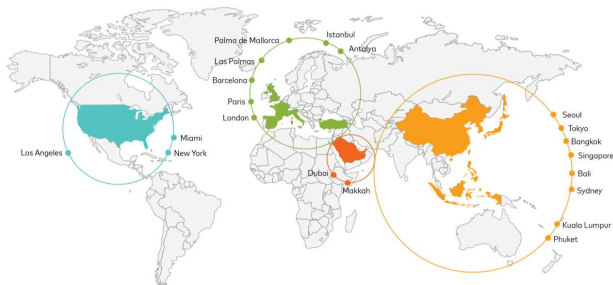 Palma de Mallorca
Istanbul
Antalya
Las Palmas
Barcelona
Paris
London
Miami
Los Angeles
New York
Dubai
Makkah
Seoul
Tokyo
Bangkok
Singapore
Bali
Sydney
Kuala Lumpur
Phuket